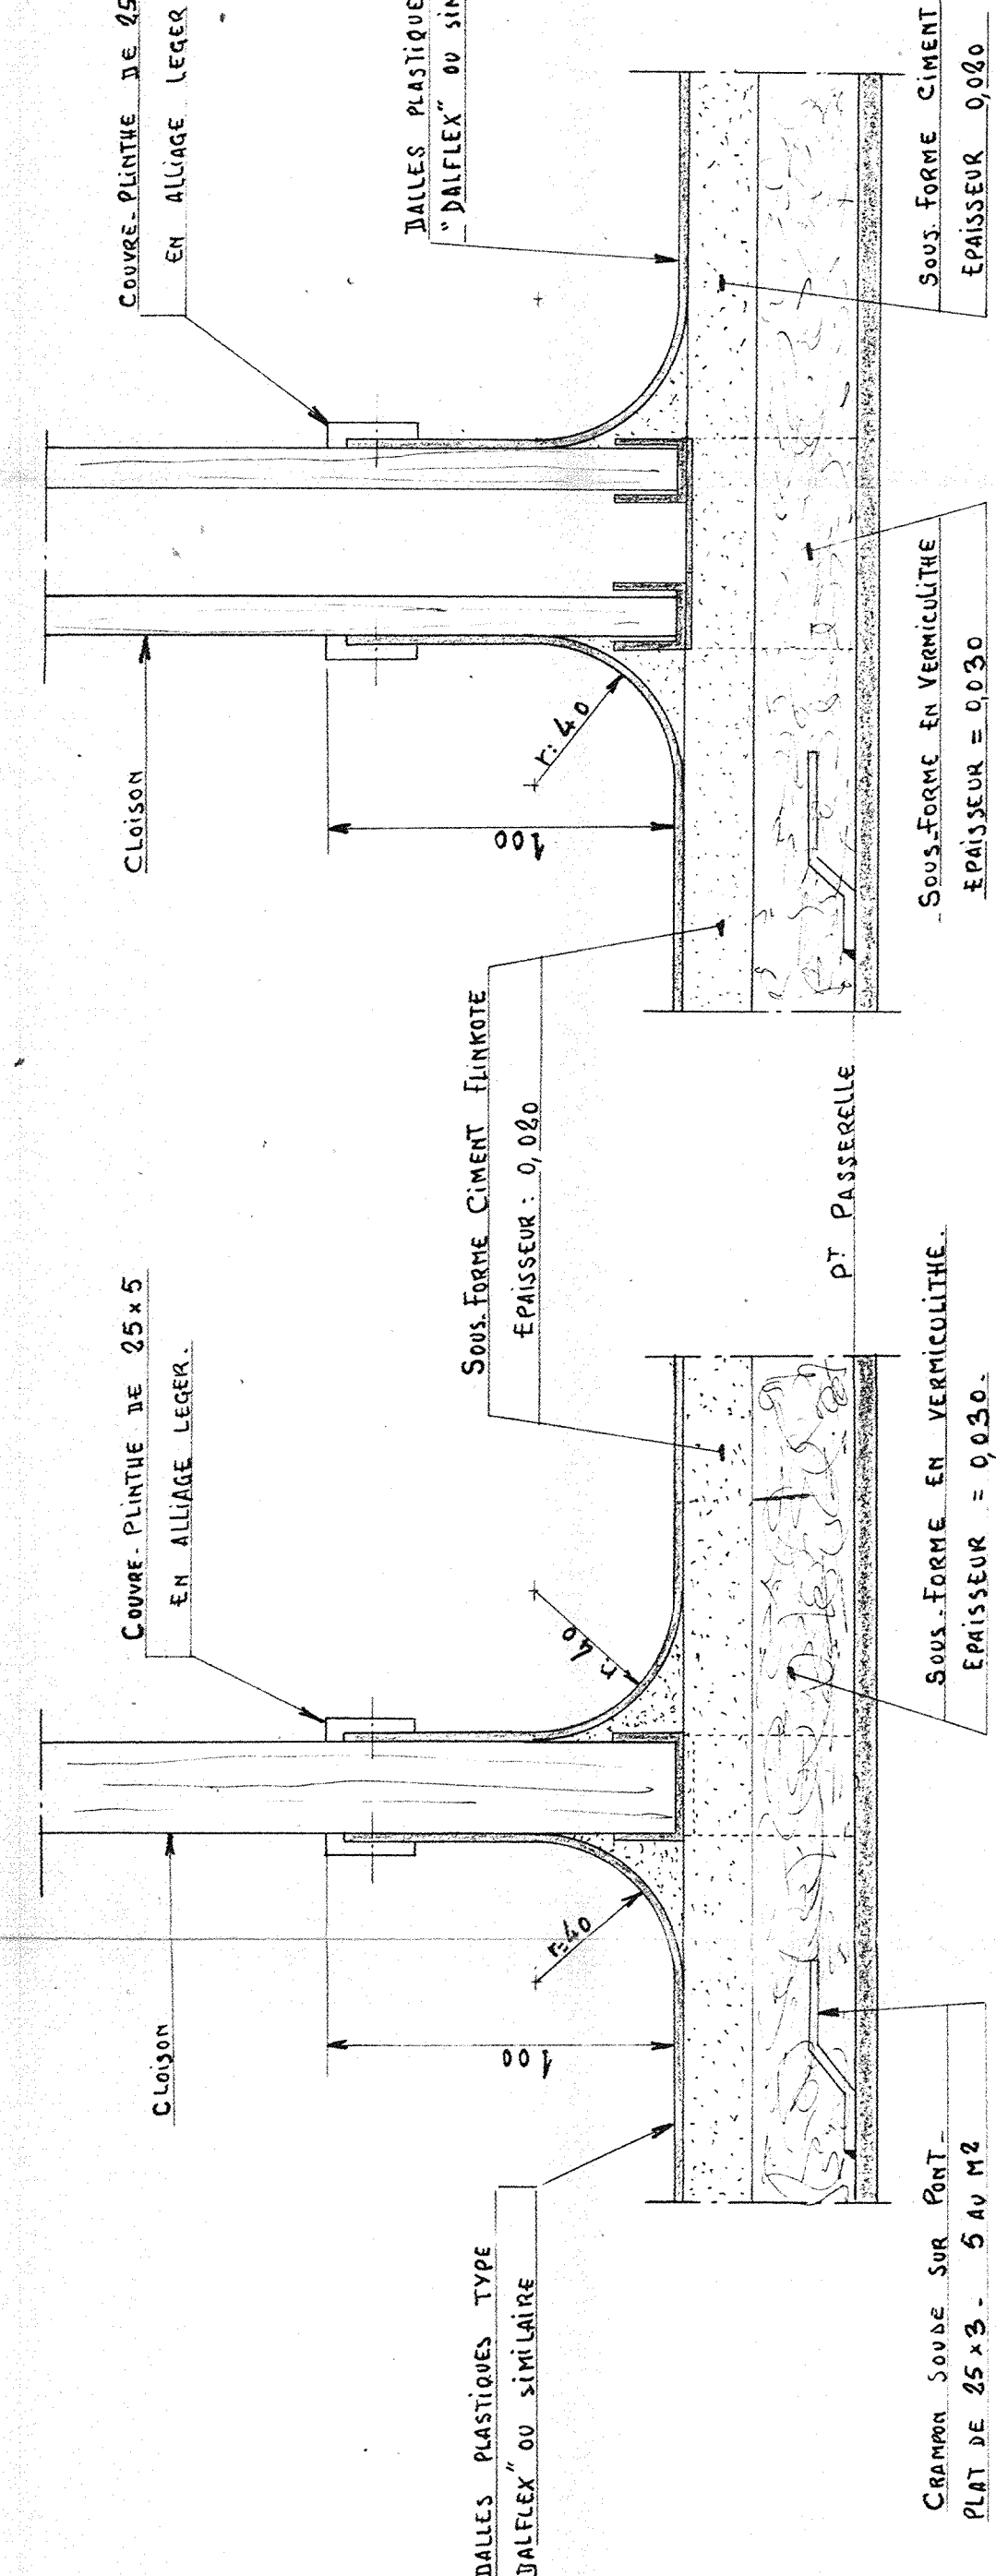 COUVRE-PLINTHE DE 25×5
EN ALLIAGE LEGER.
CLOISON
r=40
r. 40
100
DALLES PLASTIQUES TYPE
DALFLEX" OU SIMILAIRE
SOUS.FORME CIMENT FLINKOTE
EPAISSEUR : 0,020
CRAMPON SOUDE SUR PONT-
PLAT DE 25×3 - 5 AU M2
SOUS-FORME EN VERMICULITHE.
EPAISSEUR = 0,030.
PT PASSERELLE
COUVRE-PLINTHE DE 25
EN ALLIAGE LEGER
CLOISON
r: 40
100
DALLES PLASTIQUE
"DALFLEX" OU SIM
SOUS-FORME EN VERMICULITHE
EPAISSEUR = 0,030
SOUS.FORME CIMENT
EPAISSEUR 0,020